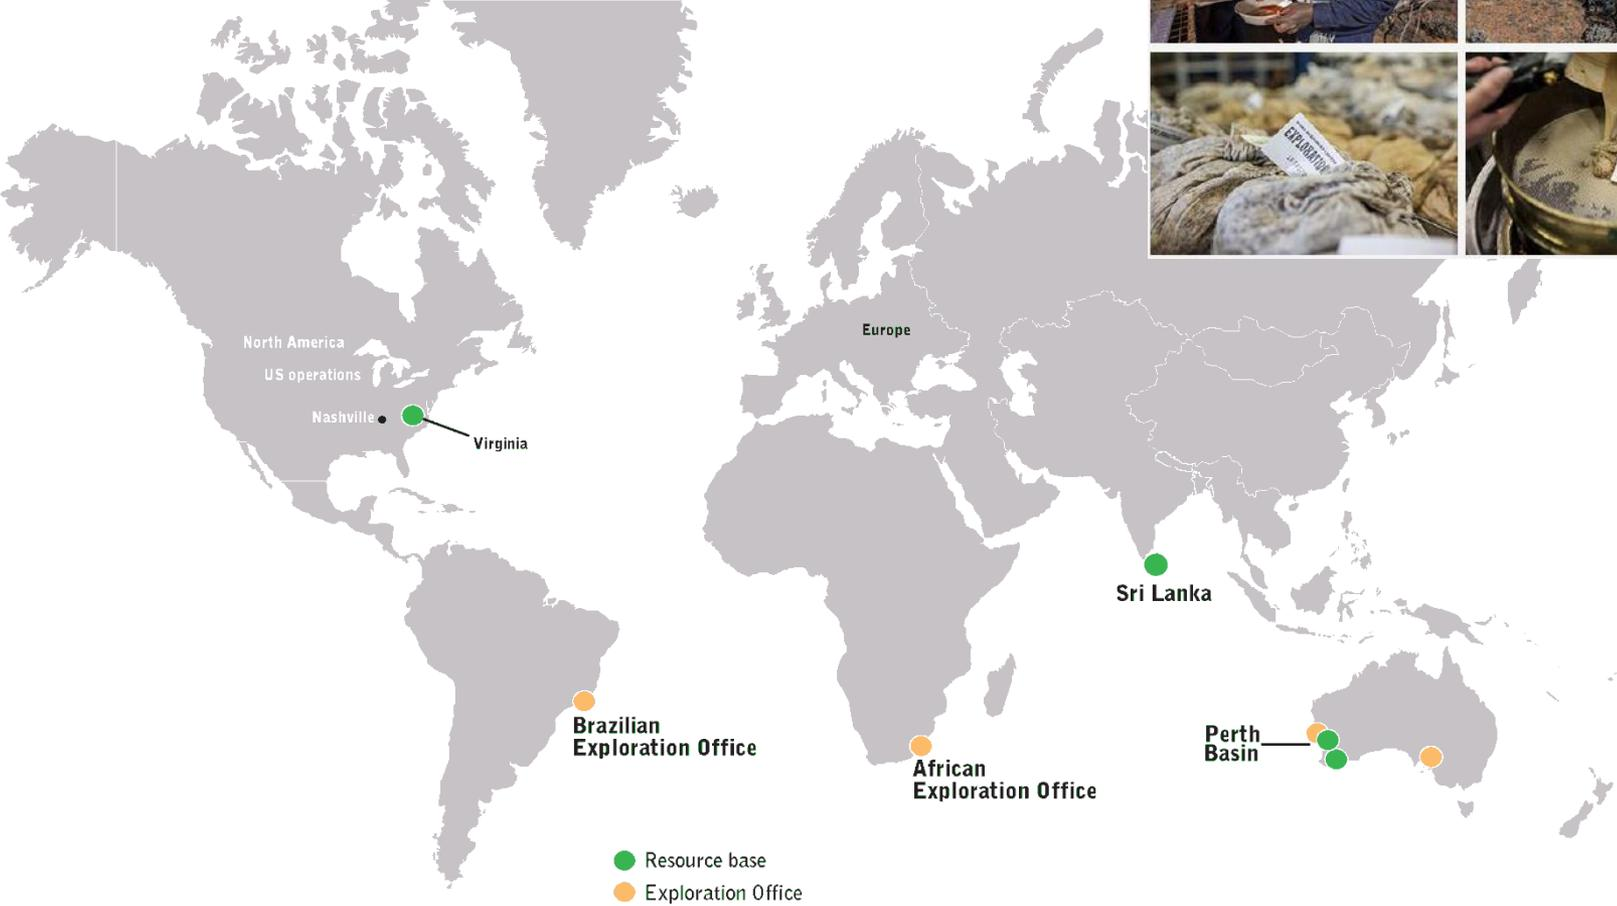 EXPLORATION
North America
US operations
Nashville
Virginia
Europe
Sri Lanka
Brazilian
Exploration Office
African
Exploration Office
Perth
Basin
Resource base
Exploration Office